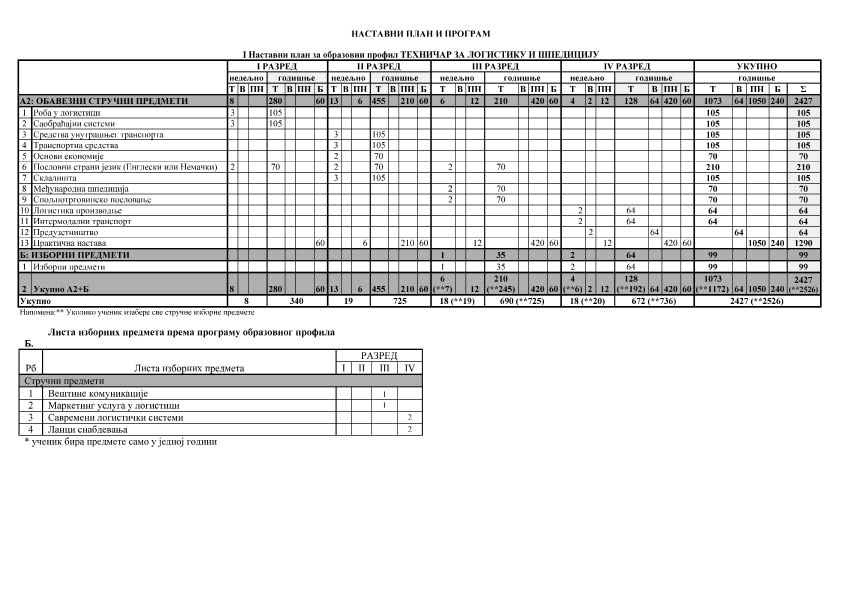 НАСТАВНИ ПЛАН И ПРОГРАМ
I Наставни план за образовни профил ТЕХНИЧАР ЗА ЛОГИСТИКУ И ШПЕДИЦИЈУ
I РАЗРЕД II РАЗРЕД III РАЗРЕД IV РАЗРЕД УКУПНО
недељно годишње недељно годишње недељно годишње недељно годишње годишње
Т В ПН Т В ПН Б Т В ПН Т В ПН Б Т В ПН Т В ПН Б Т В ПН Т В ПН Б Т В ПН Б Σ
А2: ОБАВЕЗНИ СТРУЧНИ ПРЕДМЕТИ 8 280 60 13 6 455 210 60 6 12 210 420 60 4 2 12 128 64 420 60 1073 64 1050 240 2427
1 Роба у логистици 3 105 105 105
2 Саобраћајни системи 3 105 105 105
3 Средства унутрашњег транспорта 3 105 105 105
4 Транспортна средства 3 105 105 105
5 Основи економије 2 70 70 70
6 Пословни страни језик (Енглески или Немачки) 2 70 2 70 2 70 210 210
7 Складишта 3 105 105 105
8 Међународна шпедиција 2 70 70 70
9 Спољнотрговинско пословање 2 70 70 70
10 Логистика производње 2 64 64 64
11 Интермодални транспорт 2 64 64 64
12 Предузетништво 2 64 64 64
13 Практична настава 60 6 210 60 12 420 60 12 420 60 1050 240 1290
Б: ИЗБОРНИ ПРЕДМЕТИ 1 35 2 64 99 99
1 Изборни предмети 1 35 2 64 99 99
2 Укупно А2+Б 8 280 60 13 6 455 210 60 6 (**7) 12 210 (**245) 420 60 4 (**6) 2 12 128 (**192) 64 420 60 1073 (**1172) 64 1050 240 2427 (**2526)
Укупно 8 340 19 725 18 (**19) 690 (**725) 18 (**20) 672 (**736) 2427 (**2526)
Напомена:** Уколико ученик изабере све стручне изборне предмете
Листа изборних предмета према програму образовног профила
Б.
РАЗРЕД
Рб Листа изборних предмета I II III IV
Стручни предмети
1 Вештине комуникације 1
2 Маркетинг услуга у логистици 1
3 Савремени логистички системи 2
4 Ланци снабдевања 2
* ученик бира предмете само у једној години